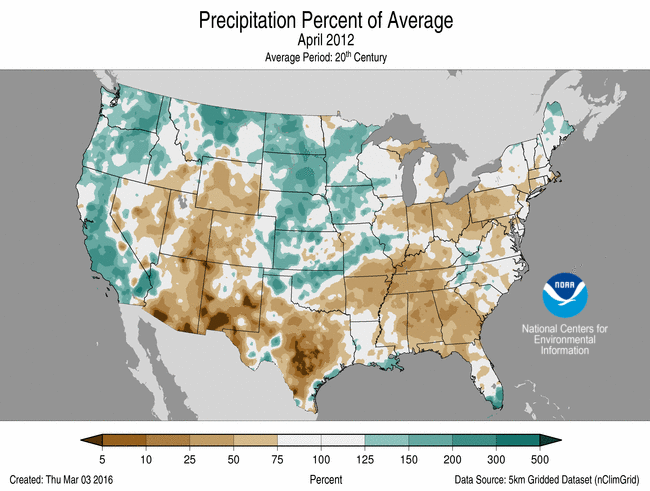 Precipitation Percent of Average
April 2012
Average Period: 20th Century
NOAA
National Centers for
Environmental
Information
5 10 25 50 75 100 125 150 200 300 500
Created: Thu Mar 03 2016 Percent Data Source: 5km Gridded Dataset (nClimGrid)